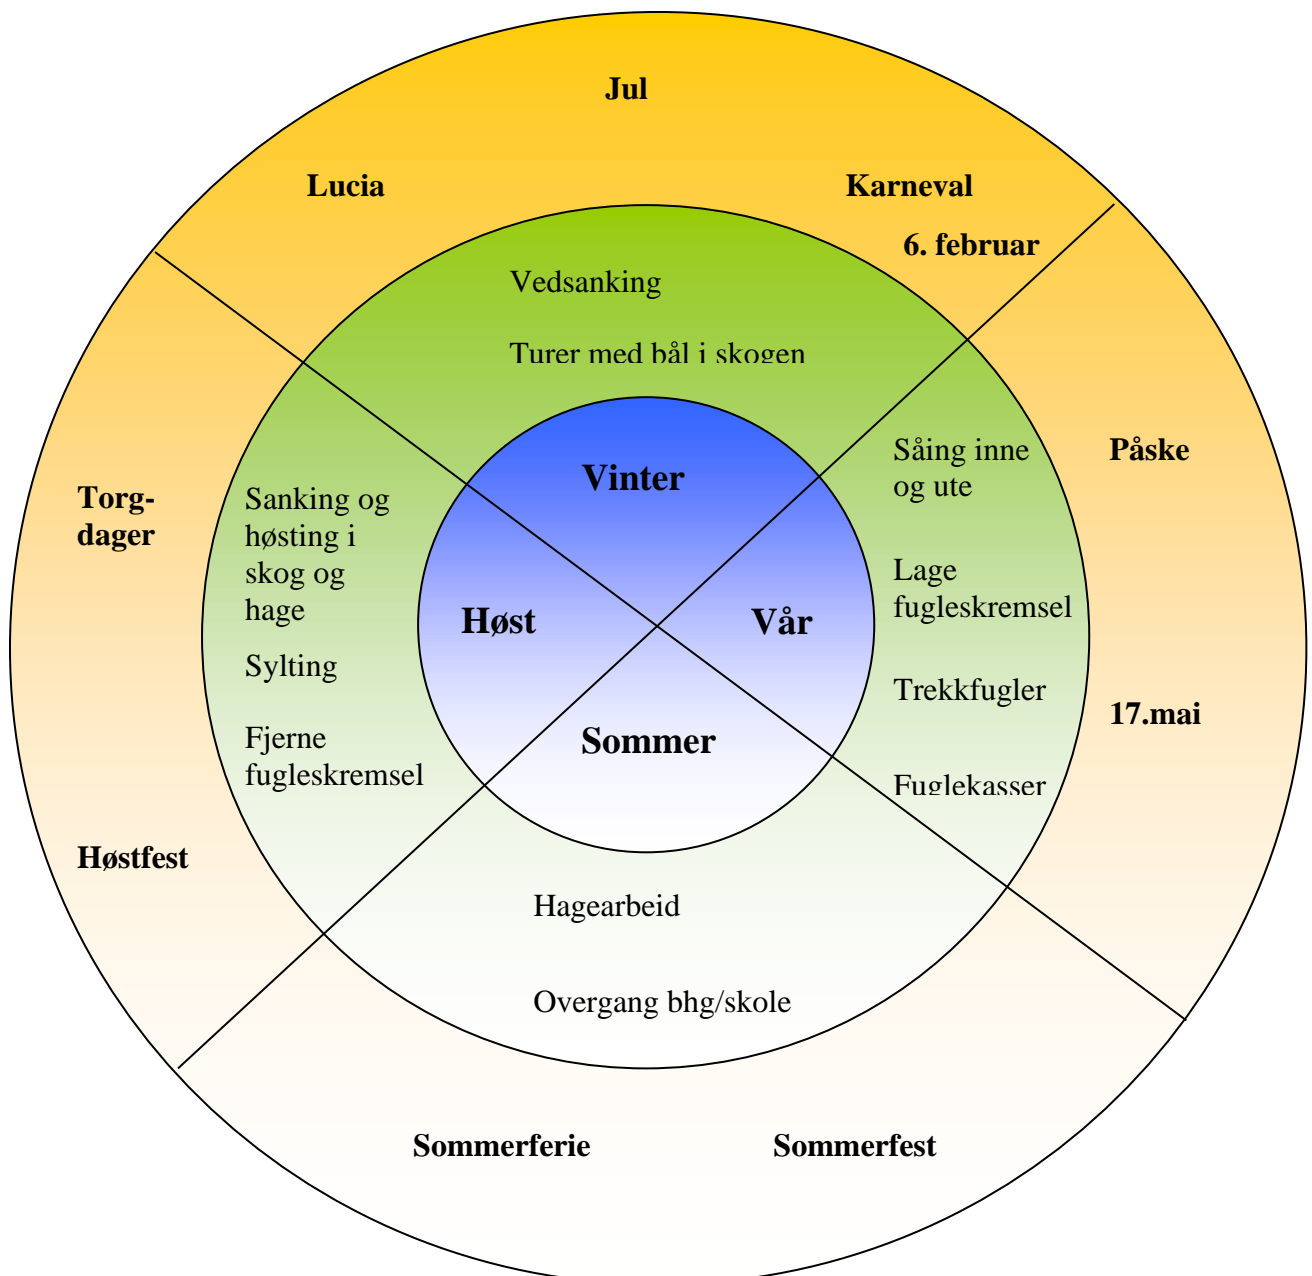 Jul
Lucia
Karneval
6. februar
Vedsanking
Turer med bål i skogen
Vinter
Såing inne
og ute
Påske
Torg-
dager
Sanking og
høsting i
skog og
hage
Lage
fugleskremsel
Høst
Vår
Sylting
Trekkfugler
17.mai
Fjerne
fugleskremsel
Sommer
Fuglekasser
Høstfest
Hagearbeid
Overgang bhg/skole
Sommerferie
Sommerfest